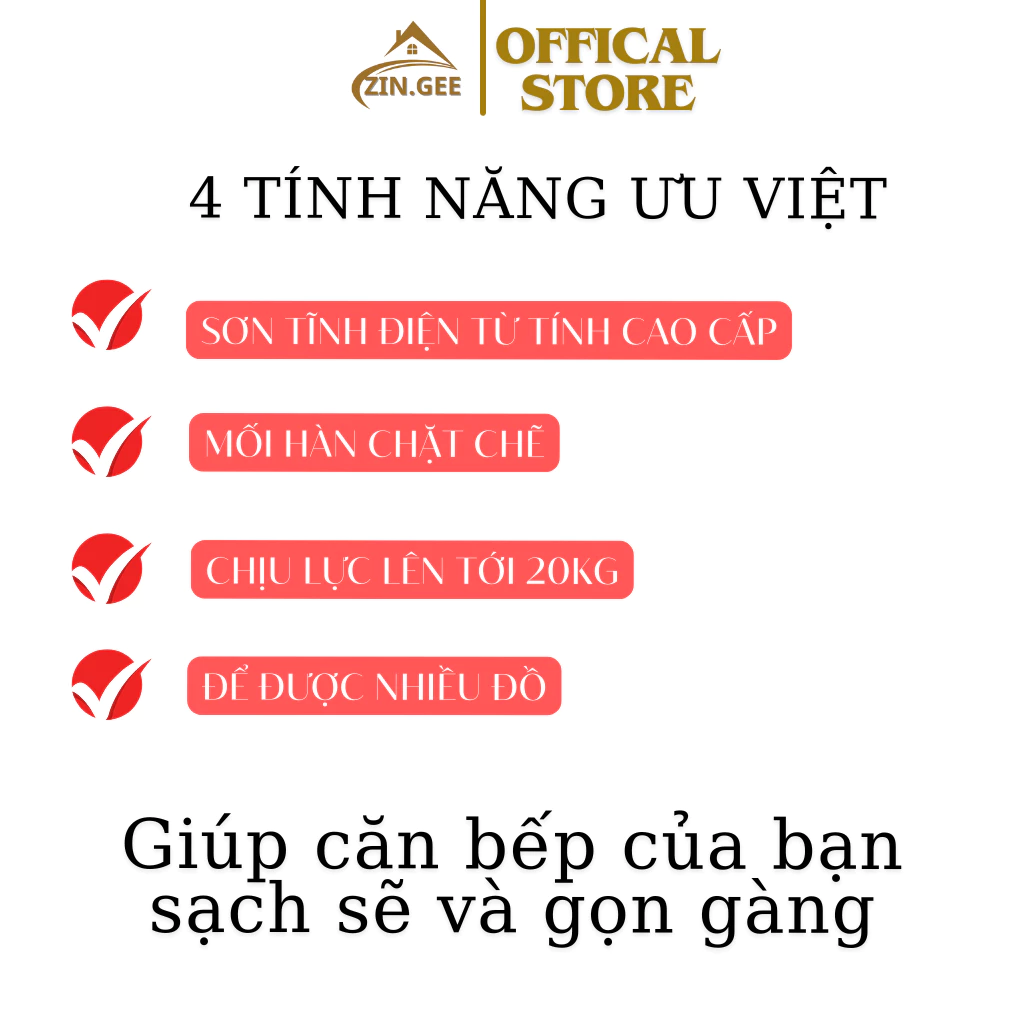 ZIN.GEE
OFFICAL
STORE
4 TÍNH NĂNG ƯU VIỆT
SƠN TĨNH ĐIỆN TỪ TÍNH CAO CẤP
MỐI HÀN CHẶT CHẼ
CHỊU LỰC LÊN TỚI 20KG
ĐỂ ĐƯỢC NHIỀU ĐỒ
Giúp căn bếp của bạn
sạch sẽ và gọn gàng